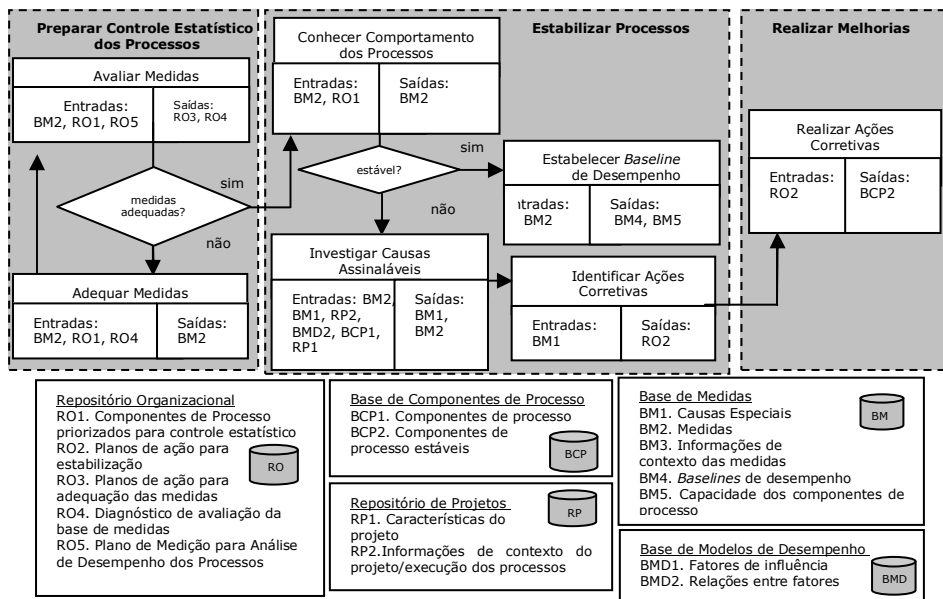 Preparar Controle Estatístico
dos Processos
Avaliar Medidas
Entradas:
BM2, RO1, RO5
Saídas:
RO3, RO4
medidas
adequadas?
sim
não
Adequar Medidas
Entradas:
BM2, RO1, RO4
Saídas:
BM2
Estabilizar Processos
Conhecer Comportamento
dos Processos
Entradas:
BM2, RO1
Saídas:
BM2
estável?
sim
não
Estabelecer Baseline
de Desempenho
ntradas:
BM2
Saídas:
BM4, BM5
Investigar Causas
Assinaláveis
Entradas: BM2,
BM1, RP2,
BMD2, BCP1,
RP1
Saídas:
BM1,
BM2
Identificar Ações
Corretivas
Entradas:
BM1
Saídas:
RO2
Realizar Melhorias
Realizar Ações
Corretivas
Entradas:
RO2
Saídas:
BCP2
Repositório Organizacional
RO1. Componentes de Processo
priorizados para controle estatístico
RO2. Planos de ação para
estabilização
RO3. Planos de ação para
adequação das medidas
RO4. Diagnóstico de avaliação da
base de medidas
RO5. Plano de Medição para Análise
de Desempenho dos Processos
RO
Base de Componentes de Processo
BCP1. Componentes de processo
BCP2. Componentes de
processo estáveis
BCP
Repositório de Projetos
RP1. Características do
projeto
RP2.Informações de contexto do
projeto/execução dos processos
RP
Base de Medidas
BM1. Causas Especiais
BM2. Medidas
BM3. Informações de
contexto das medidas
BM4. Baselines de desempenho
BM5. Capacidade dos componentes de
processo
BM
Base de Modelos de Desempenho
BMD1. Fatores de influência
BMD2. Relações entre fatores
BMD